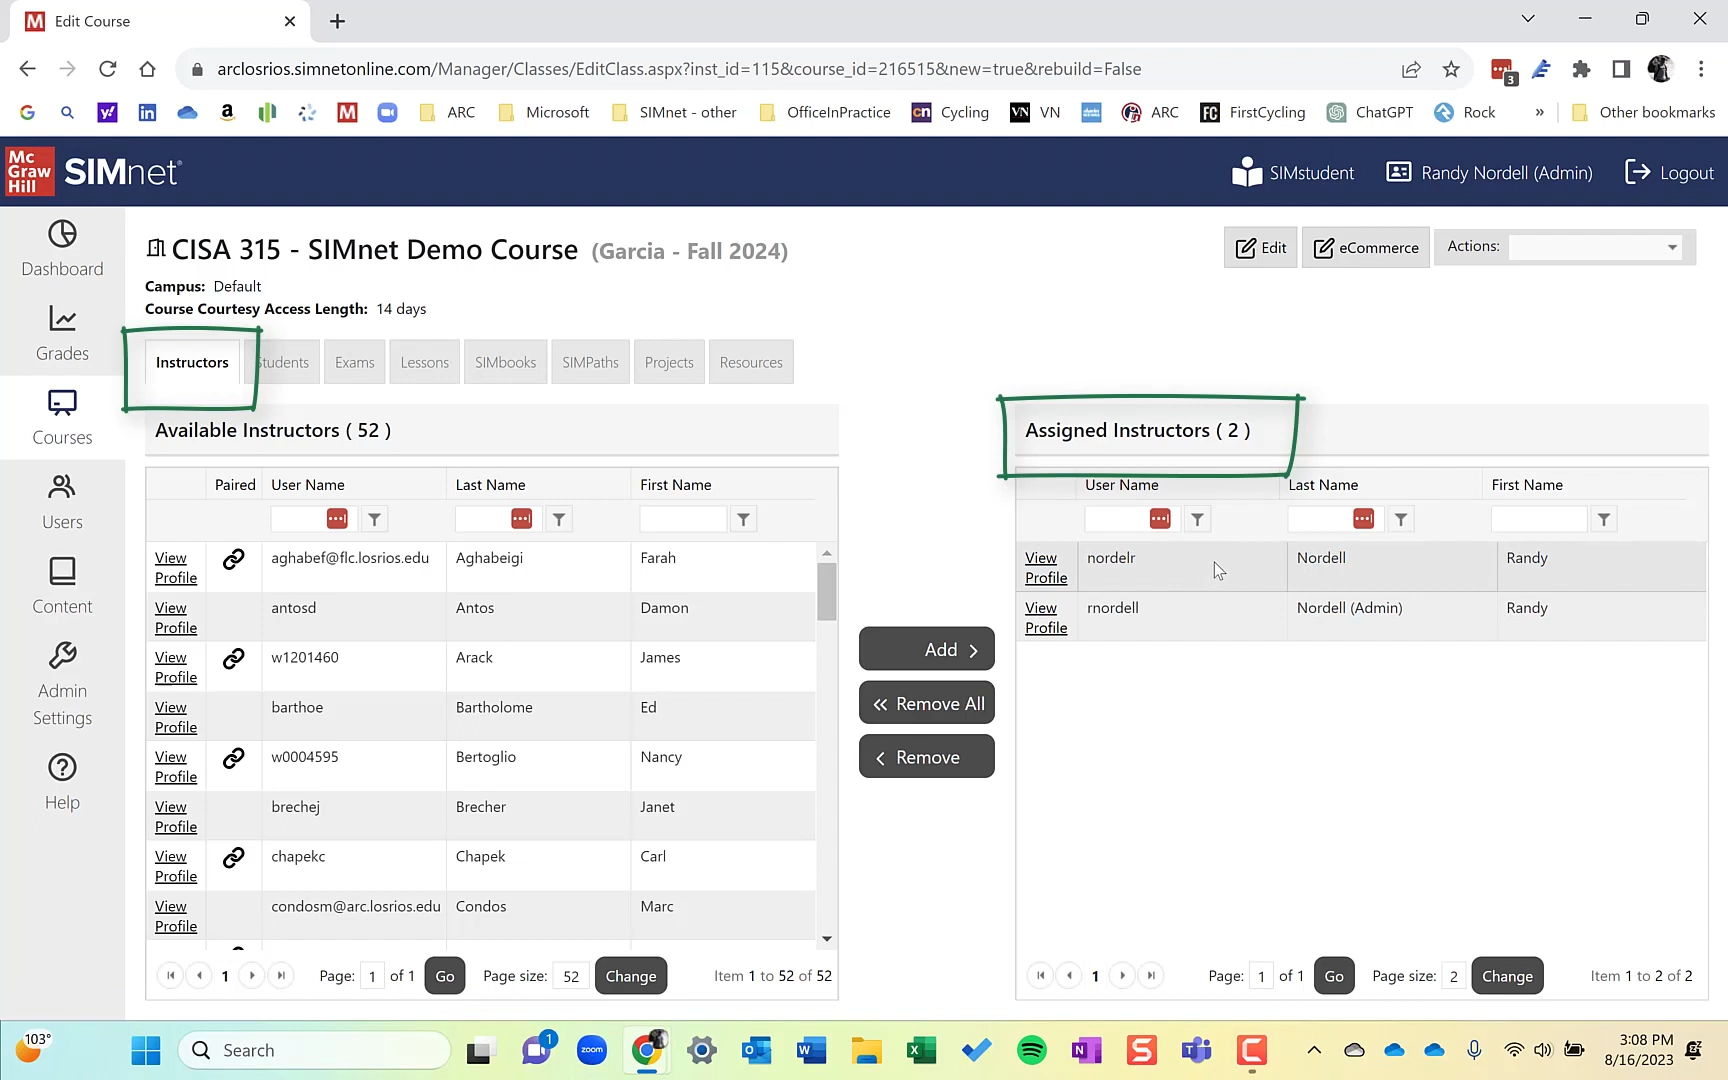 Edit Course
arclosrios.simnetonline.com/Manager/Classes/EditClass.aspx?inst_id=115&course_id=216515&new=true&rebuild=False
3
ARC
Microsoft
SIMnet - other
OfficeInPractice
Cycling
VN
ARC
FirstCycling
ChatGPT
Rock
»
Other bookmarks
Mc Graw Hill
SIMnet®
SIMstudent
Randy Nordell (Admin)
Logout
Dashboard
Grades
Courses
Users
Content
Admin Settings
Help
CISA 315 - SIMnet Demo Course (Garcia - Fall 2024)
Edit
eCommerce
Actions:
Campus: Default
Course Courtesy Access Length: 14 days
Instructors
Students
Exams
Lessons
SIMbooks
SIMPaths
Projects
Resources
Available Instructors ( 52 )
Paired User Name Last Name First Name
View Profile aghabef@flc.losrios.edu Aghabeigi Farah
View Profile antosd Antos Damon
View Profile w1201460 Arack James
View Profile barthoe Bartholome Ed
View Profile w0004595 Bertoglio Nancy
View Profile brechej Brecher Janet
View Profile chapekc Chapek Carl
View Profile condosm@arc.losrios.edu Condos Marc
1 Page: 1 of 1 Go Page size: 52 Change Item 1 to 52 of 52
Add
Remove All
Remove
Assigned Instructors ( 2 )
User Name Last Name First Name
View Profile nordelr Nordell Randy
View Profile rnordell Nordell (Admin) Randy
1 Page: 1 of 1 Go Page size: 2 Change Item 1 to 2 of 2
103°
Search
1
zoom
3:08 PM
8/16/2023